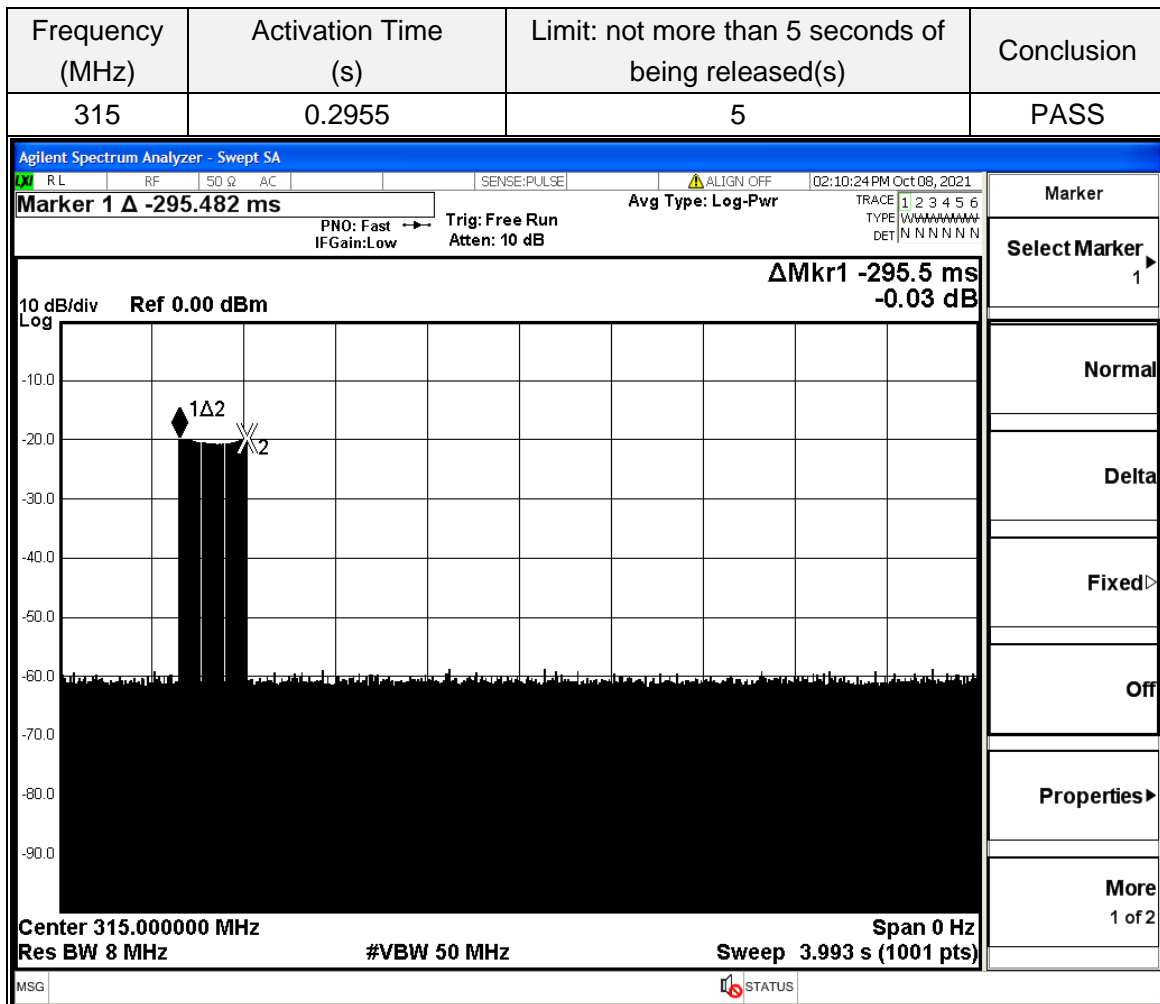 Frequency (MHz) Activation Time (s) Limit: not more than 5 seconds of being released(s) Conclusion
315 0.2955 5 PASS
Agilent Spectrum Analyzer - Swept SA
LXI RL RF 50 Ω AC SENSE:PULSE ALIGN OFF 02:10:24 PM Oct 08, 2021
Marker 1 Δ -295.482 ms
PNO: Fast
IFGain:Low
Trig: Free Run
Atten: 10 dB
Avg Type: Log-Pwr
TRACE 1 2 3 4 5 6
TYPE WWWWWW
DET N N N N N N
ΔMkr1 -295.5 ms
-0.03 dB
10 dB/div Ref 0.00 dBm
Log
-10.0
1Δ2
-20.0
2
-30.0
-40.0
-50.0
-60.0
-70.0
-80.0
-90.0
Center 315.000000 MHz Span 0 Hz
Res BW 8 MHz #VBW 50 MHz Sweep 3.993 s (1001 pts)
MSG STATUS
Marker
Select Marker
1
Normal
Delta
Fixed
Off
Properties
More
1 of 2